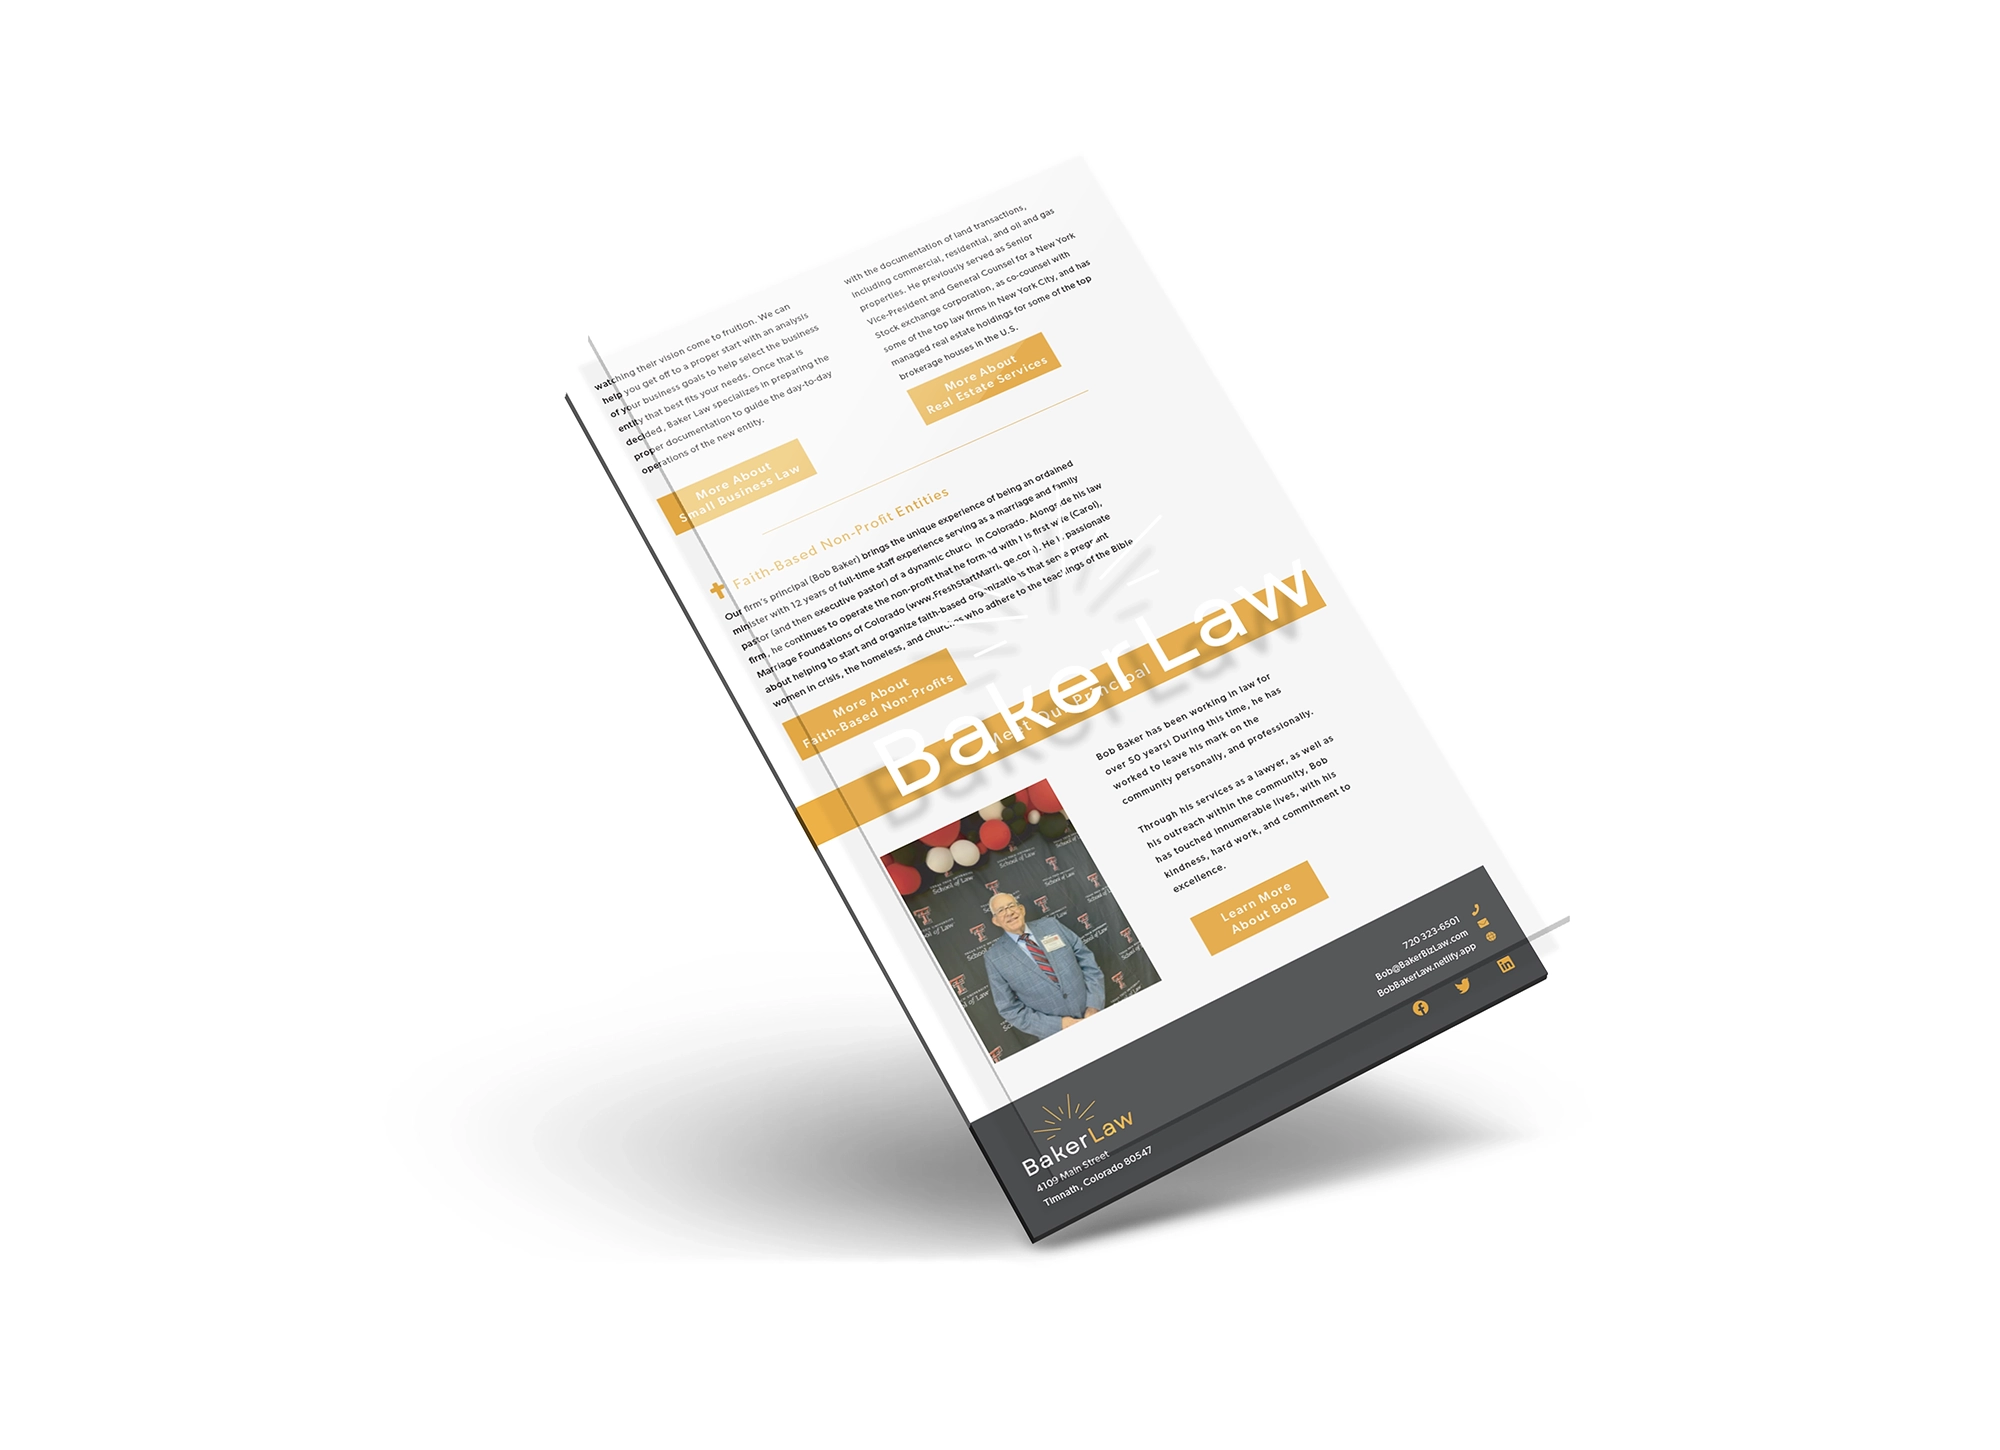 watching their vision come to fruition. We can
help you get off to a proper start with an analysis
of your business goals to help select the business
entity that best fits your needs. Once that is
decided, Baker Law specializes in preparing the
proper documentation to guide the day-to-day
operations of the new entity.
More About
Small Business Law
with the documentation of land transactions,
including commercial, residential, and oil and gas
properties. He previously served as Senior
Vice-President and General Counsel for a New York
Stock exchange corporation, as co-counsel with
some of the top law firms in New York City, and has
managed real estate holdings for some of the top
brokerage houses in the U.S.
More About
Real Estate Services
Faith-Based Non-Profit Entities
Our firm's principal (Bob Baker) brings the unique experience of being an ordained
minister with 12 years of full-time staff experience serving as a marriage and family
pastor (and then executive pastor) of a dynamic church in Colorado. Alongside his law
firm, he continues to operate the non-profit that he formed with his first wife (Carol),
Marriage Foundations of Colorado (www.FreshStartMarriage.com). He is passionate
about helping to start and organize faith-based organizations that serve pregnant
women in crisis, the homeless, and churches who adhere to the teachings of the Bible.
More About
Faith-Based Non-Profits
BakerLaw
Meet Our Principal
Bob Baker has been working in law for
over 50 years! During this time, he has
worked to leave his mark on the
community personally, and professionally.
Through his services as a lawyer, as well as
his outreach within the community, Bob
has touched innumerable lives, with his
kindness, hard work, and commitment to
excellence.
Learn More
About Bob
School of Law
School of Law
School of Law
of Law
of Law
BakerLaw
4109 Main Street
Timnath, Colorado 80547
720 323-6501
Bob@BakerBizLaw.com
BobBakerLaw.netlify.app